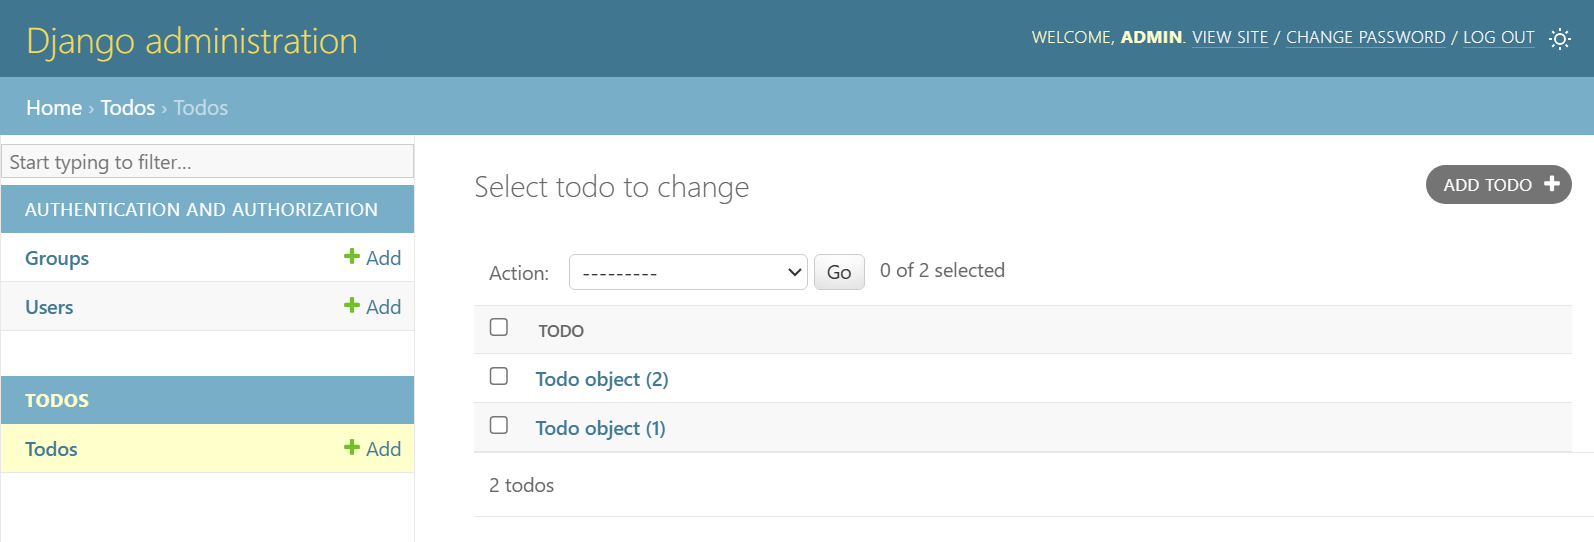 Django administration
WELCOME, ADMIN. VIEW SITE / CHANGE PASSWORD / LOG OUT
Home › Todos › Todos
Start typing to filter...
AUTHENTICATION AND AUTHORIZATION
Groups Add
Users Add
TODOS
Todos Add
Select todo to change
ADD TODO
Action: --------- Go 0 of 2 selected
TODO
Todo object (2)
Todo object (1)
2 todos